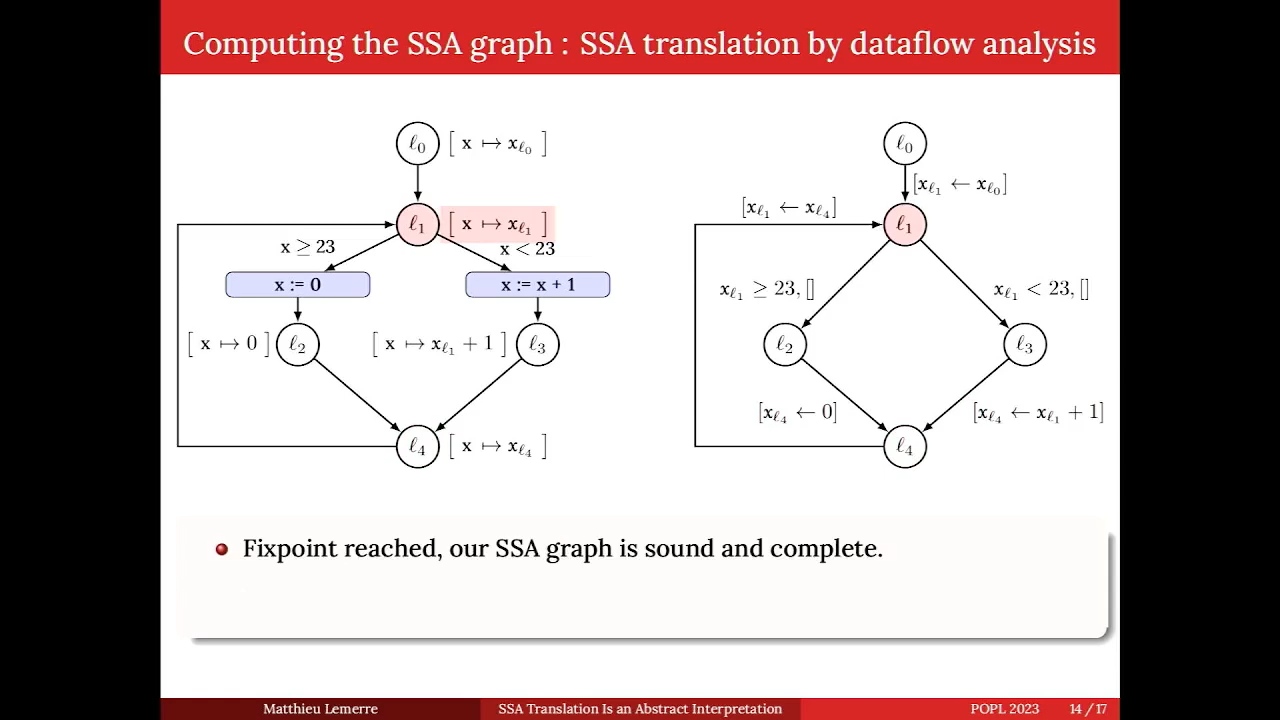 Computing the SSA graph : SSA translation by dataflow analysis
ℓ0 [ x ↦ xℓ0 ]
ℓ1 [ x ↦ xℓ1 ]
x ≥ 23
x < 23
x := 0
x := x + 1
[ x ↦ 0 ] ℓ2
[ x ↦ xℓ1 + 1 ] ℓ3
ℓ4 [ x ↦ xℓ4 ]
ℓ0
[xℓ1 ← xℓ0]
[xℓ1 ← xℓ4]
ℓ1
xℓ1 ≥ 23, []
xℓ1 < 23, []
ℓ2
ℓ3
[xℓ4 ← 0]
[xℓ4 ← xℓ1 + 1]
ℓ4
Fixpoint reached, our SSA graph is sound and complete.
Matthieu Lemerre
SSA Translation Is an Abstract Interpretation
POPL 2023
14 / 17